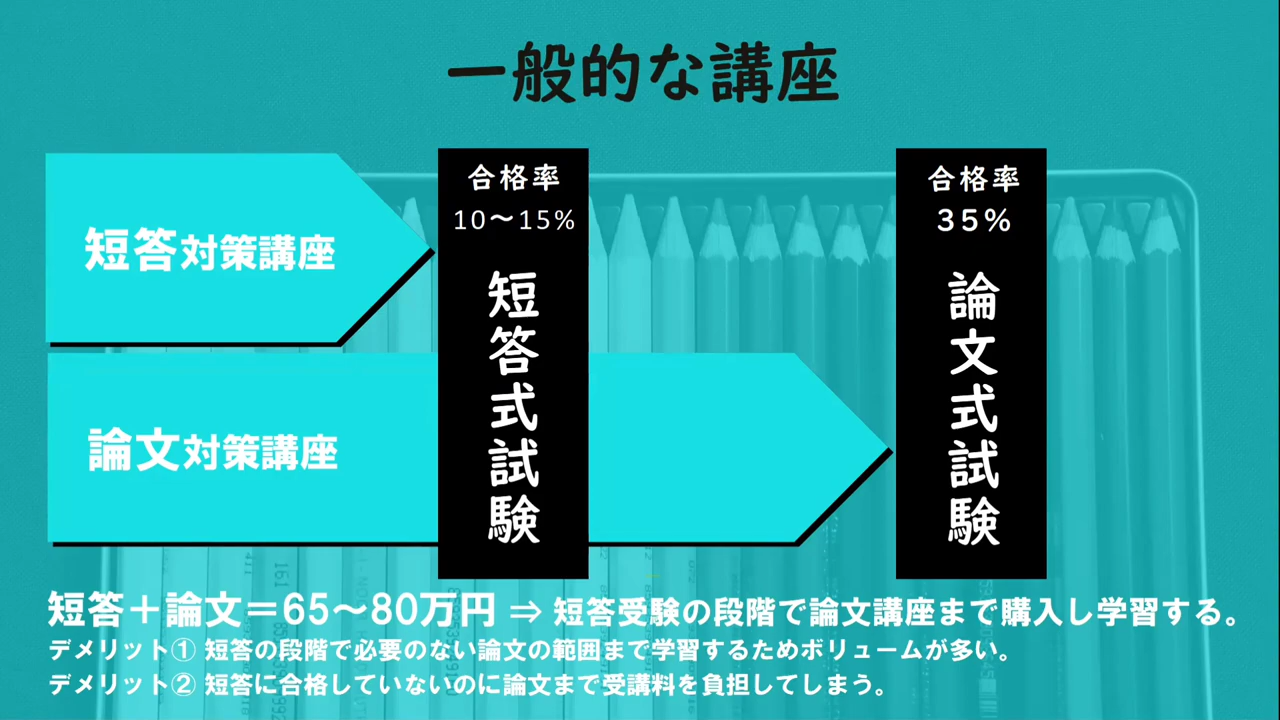 一般的な講座
短答対策講座
合格率
10〜15%
短答式試験
合格率
35%
論文式試験
論文対策講座
短答＋論文＝65〜80万円 ⇒ 短答受験の段階で論文講座まで購入し学習する。
デメリット① 短答の段階で必要のない論文の範囲まで学習するためボリュームが多い。
デメリット② 短答に合格していないのに論文まで受講料を負担してしまう。